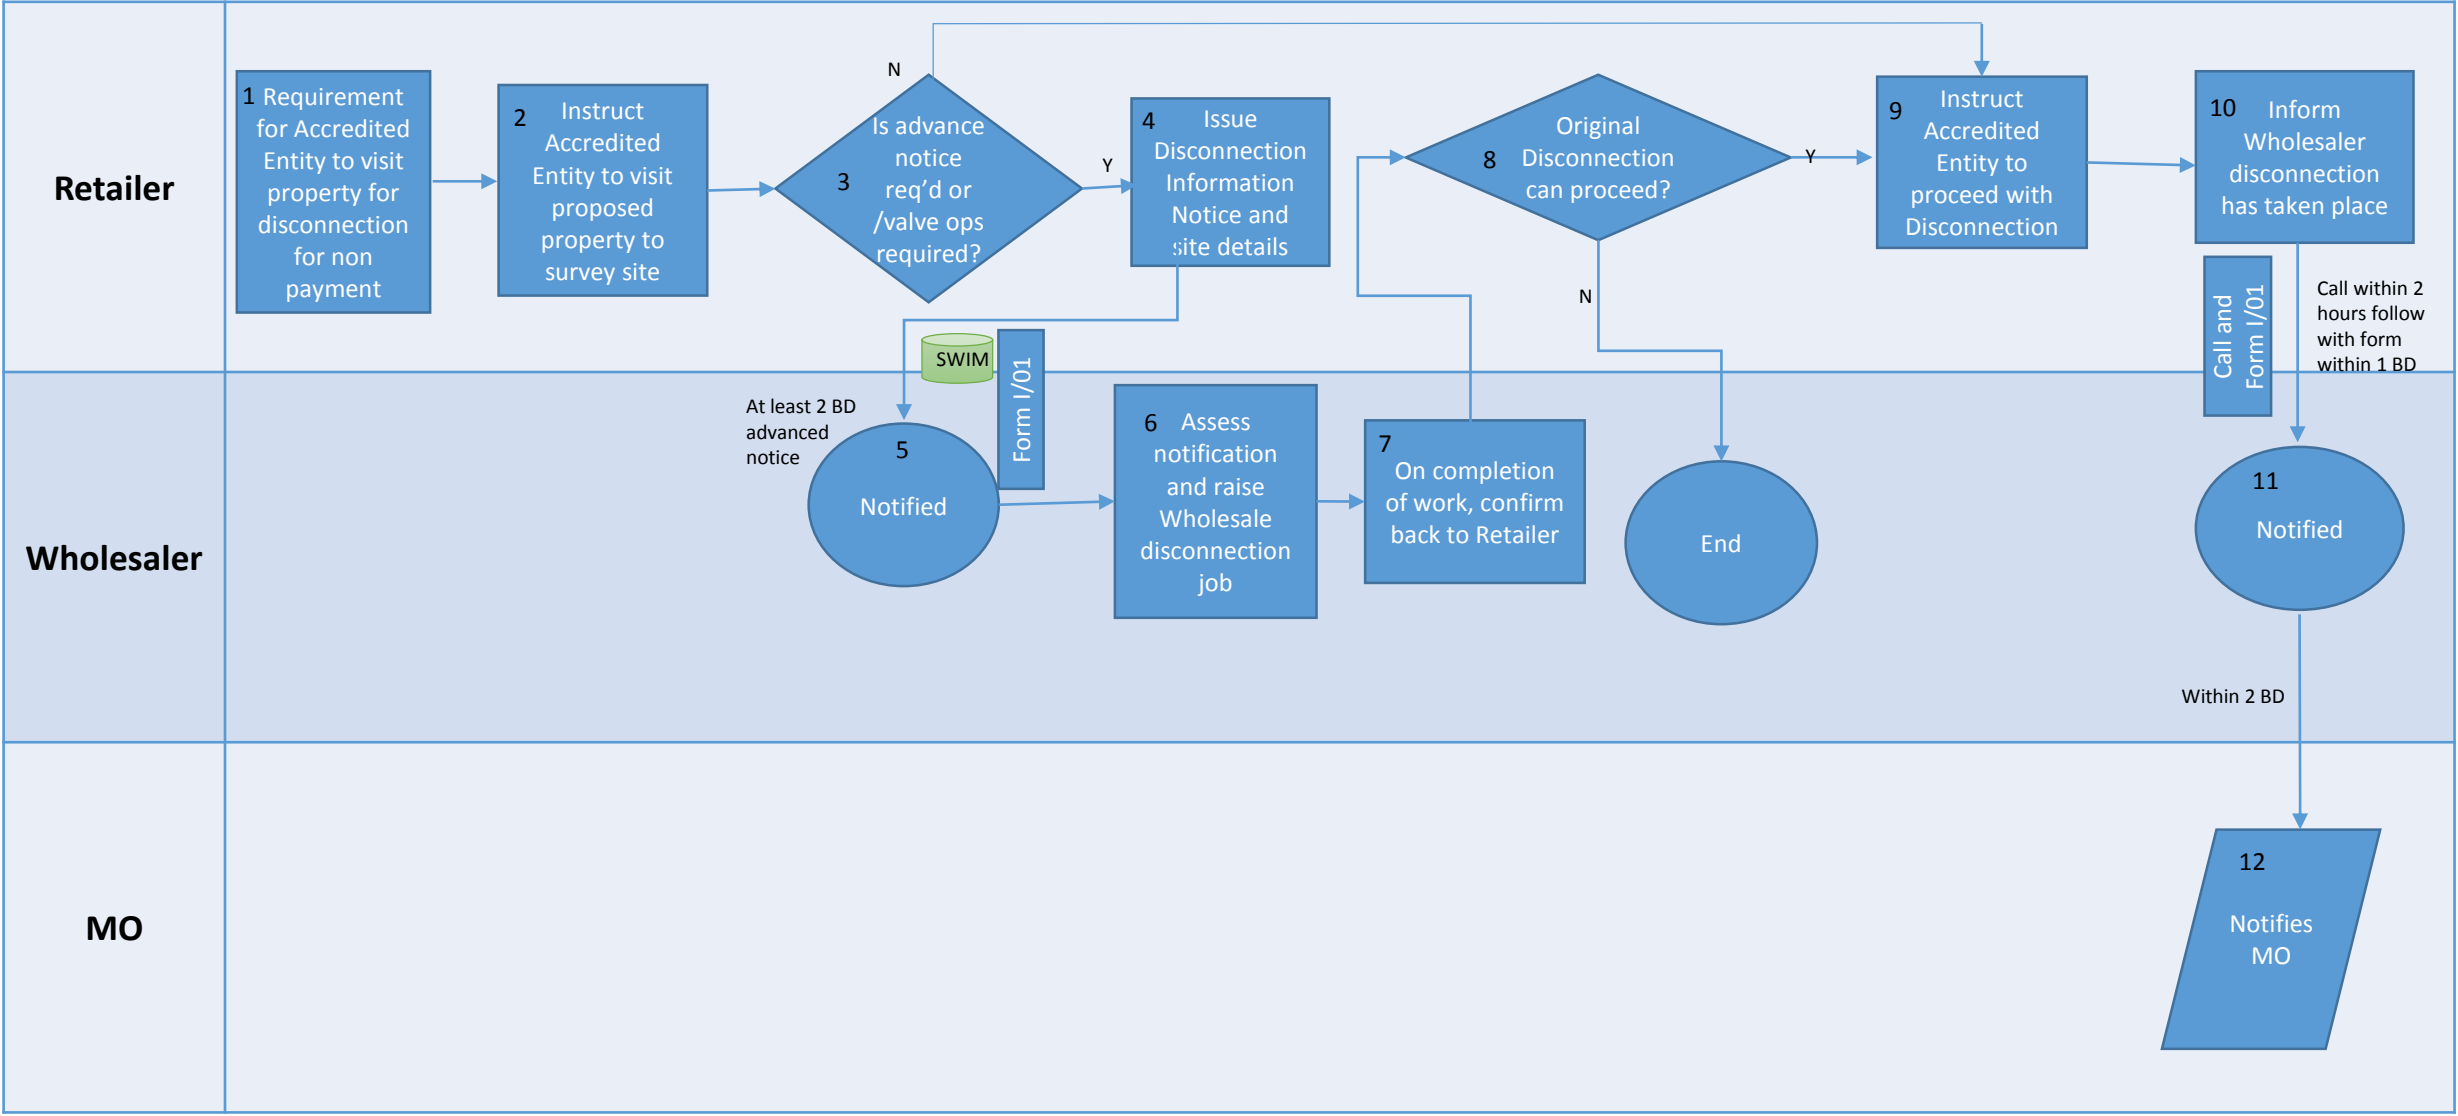 Retailer
1
Requirement
for Accredited
Entity to visit
property for
disconnection
for non
payment
2
Instruct
Accredited
Entity to visit
proposed
property to
survey site
N
3
Is advance
notice
req'd or
/valve ops
required?
Y
4
Issue
Disconnection
Information
Notice and
site details
8
Original
Disconnection
can proceed?
Y
N
9
Instruct
Accredited
Entity to
proceed with
Disconnection
10
Inform
Wholesaler
disconnection
has taken place
SWIM
Form I/01
Call and
Form I/01
Call within 2
hours follow
with form
within 1 BD
Wholesaler
At least 2 BD
advanced
notice
5
Notified
6
Assess
notification
and raise
Wholesale
disconnection
job
7
On completion
of work, confirm
back to Retailer
End
11
Notified
Within 2 BD
MO
12
Notifies
MO